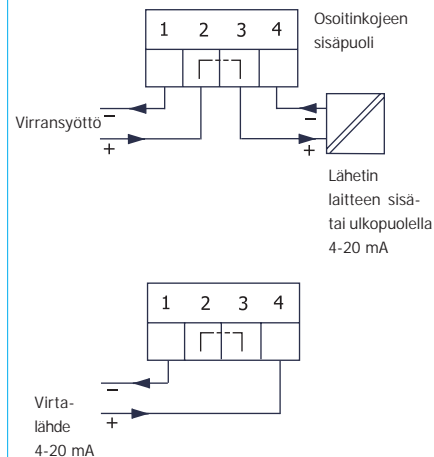 Osoitinkojeen
sisäpuoli
1 2 3 4
Virransyöttö
−
+
−
+
Lähetin
laitteen sisä-
tai ulkopuolella
4-20 mA
1 2 3 4
−
+
Virta-
lähde
4-20 mA